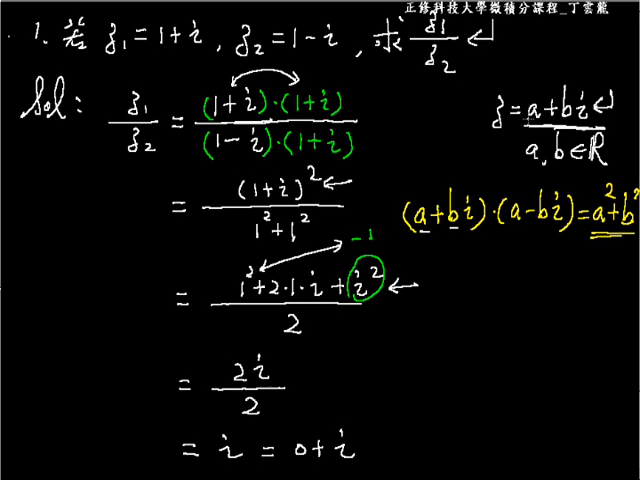 正修科技大學微積分課程_丁雲龍
1. 若 z₁ = 1 + i , z₂ = 1 - i , 求 z₁/z₂
Sol : z₁/z₂ = (1+i)·(1+i) / (1-i)·(1+i)
z = a + bi
a, b ∈ ℝ
= (1+i)² / 1²+1²
(a+bi)·(a-bi) = a²+b²
-1
= 1²+2·1·i+i² / 2
= 2i / 2
= i = 0+i